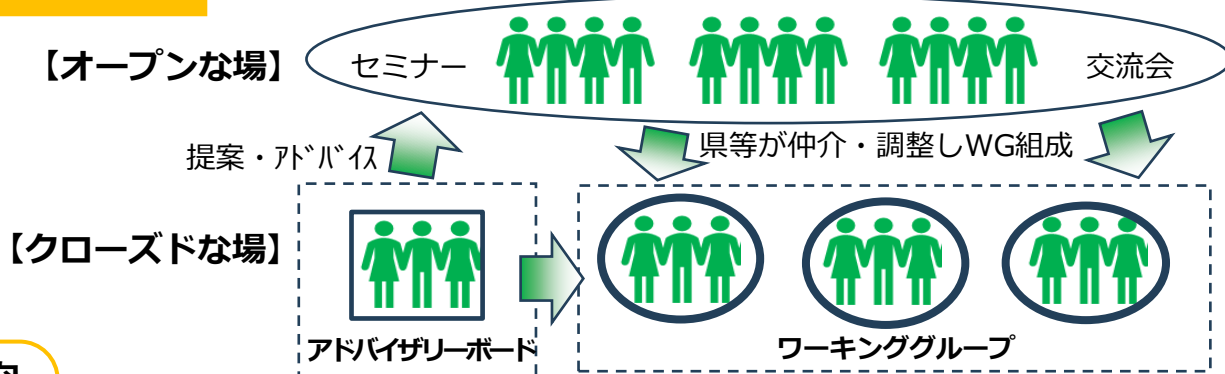 【オープンな場】
セミナー
交流会
提案・ｱﾄﾞﾊﾞｲｽ
県等が仲介・調整しWG組成
【クローズドな場】
アドバイザリーボード
ワーキンググループ